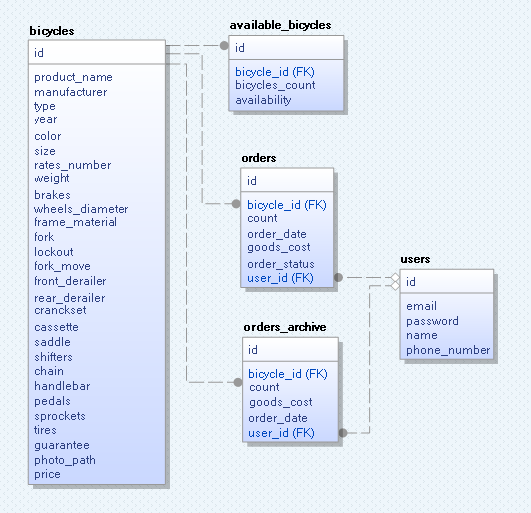 bicycles
id
product_name
manufacturer
type
year
color
size
rates_number
weight
brakes
wheels_diameter
frame_material
fork
lockout
fork_move
front_derailer
rear_derailer
cranckset
cassette
saddle
shifters
chain
handlebar
pedals
sprockets
tires
guarantee
photo_path
price
available_bicycles
id
bicycle_id (FK)
bicycles_count
availability
orders
id
bicycle_id (FK)
count
order_date
goods_cost
order_status
user_id (FK)
orders_archive
id
bicycle_id (FK)
count
goods_cost
order_date
user_id (FK)
users
id
email
password
name
phone_number